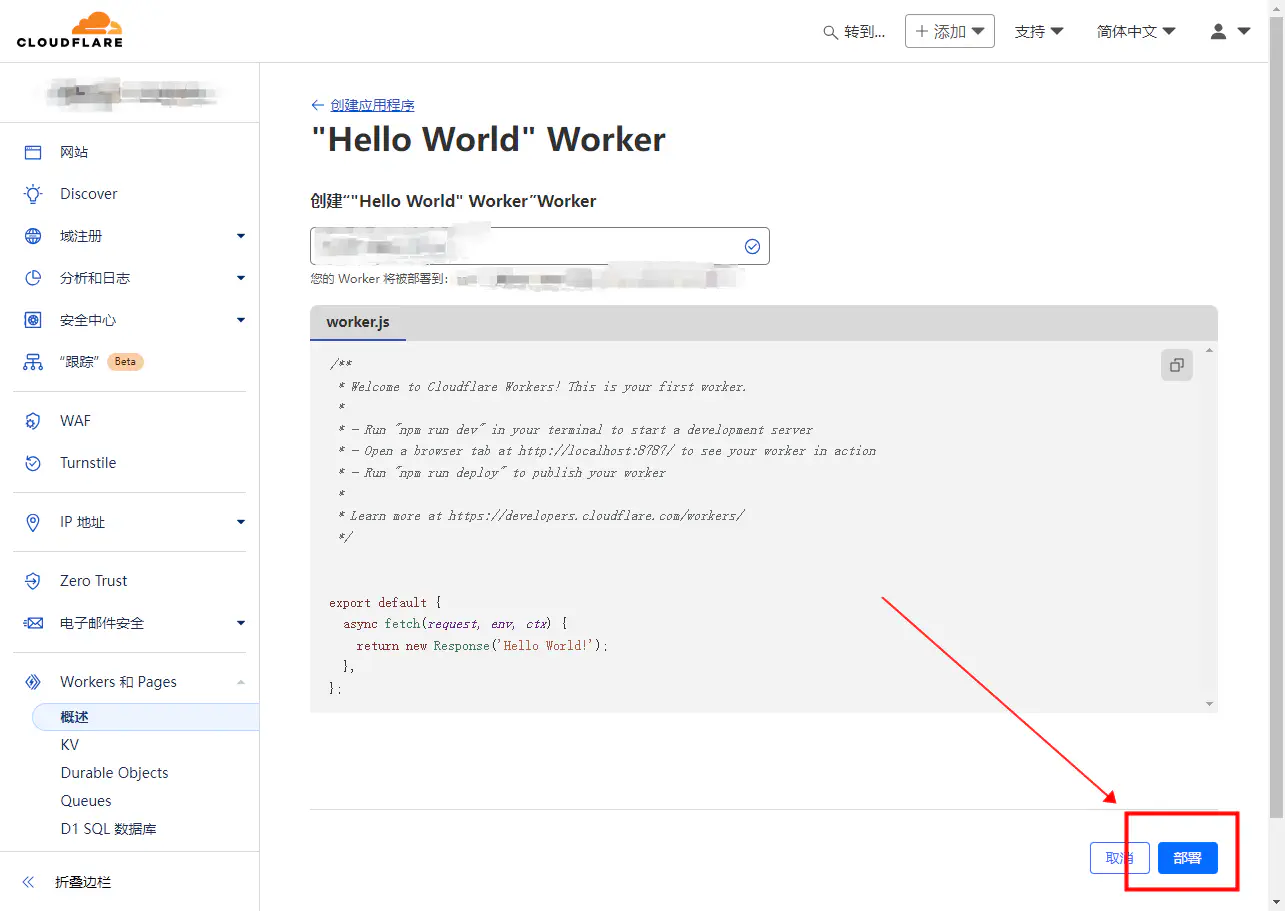 CLOUDFLARE
转到...
添加
支持
简体中文
网站
Discover
域注册
分析和日志
安全中心
“跟踪” Beta
WAF
Turnstile
IP 地址
Zero Trust
电子邮件安全
Workers 和 Pages
概述
KV
Durable Objects
Queues
D1 SQL 数据库
折叠边栏
创建应用程序
"Hello World" Worker
创建“"Hello World" Worker”Worker
您的 Worker 将被部署到:
worker.js
/**
* Welcome to Cloudflare Workers! This is your first worker.
*
* - Run "npm run dev" in your terminal to start a development server
* - Open a browser tab at http://localhost:8787/ to see your worker in action
* - Run "npm run deploy" to publish your worker
*
* Learn more at https://developers.cloudflare.com/workers/
*/
export default {
async fetch(request, env, ctx) {
return new Response('Hello World!');
},
};
取消
部署